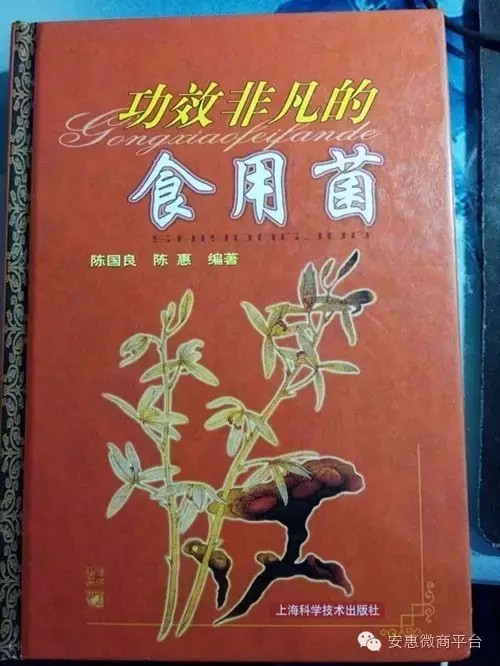 功效非凡的
Gongxiaofeifande
食用菌
陈国良 陈惠 编著
上海科学技术出版社
安惠微商平台